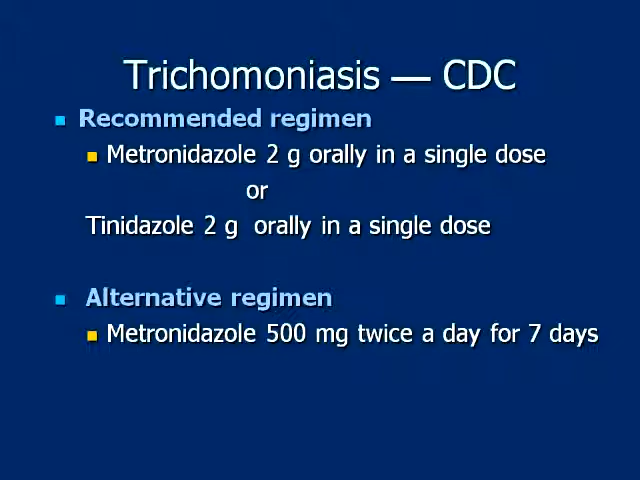 Trichomoniasis — CDC
Recommended regimen
Metronidazole 2 g orally in a single dose
or
Tinidazole 2 g orally in a single dose
Alternative regimen
Metronidazole 500 mg twice a day for 7 days